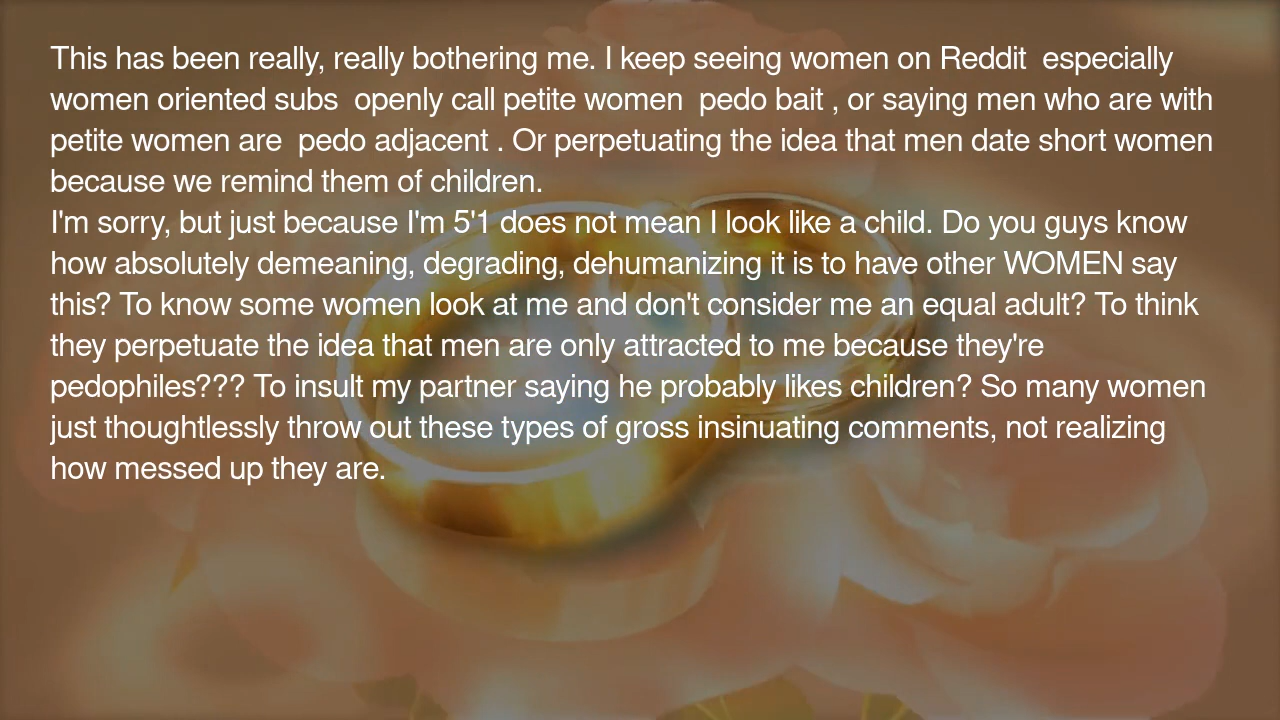 This has been really, really bothering me. I keep seeing women on Reddit  especially
women oriented subs  openly call petite women  pedo bait , or saying men who are with
petite women are  pedo adjacent . Or perpetuating the idea that men date short women
because we remind them of children.
I'm sorry, but just because I'm 5'1 does not mean I look like a child. Do you guys know
how absolutely demeaning, degrading, dehumanizing it is to have other WOMEN say
this? To know some women look at me and don't consider me an equal adult? To think
they perpetuate the idea that men are only attracted to me because they're
pedophiles??? To insult my partner saying he probably likes children? So many women
just thoughtlessly throw out these types of gross insinuating comments, not realizing
how messed up they are.